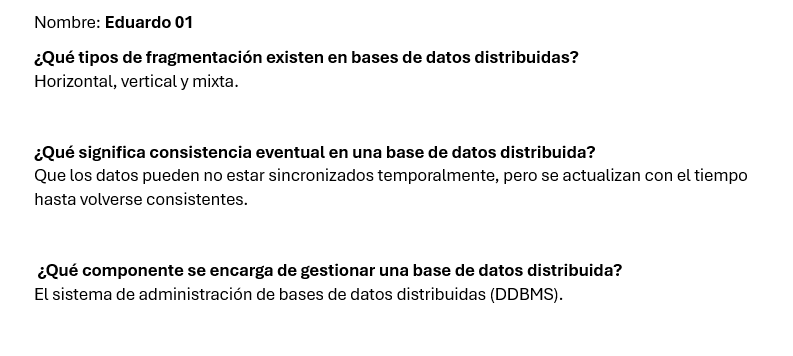 Nombre: Eduardo 01
¿Qué tipos de fragmentación existen en bases de datos distribuidas?
Horizontal, vertical y mixta.
¿Qué significa consistencia eventual en una base de datos distribuida?
Que los datos pueden no estar sincronizados temporalmente, pero se actualizan con el tiempo
hasta volverse consistentes.
¿Qué componente se encarga de gestionar una base de datos distribuida?
El sistema de administración de bases de datos distribuidas (DDBMS).